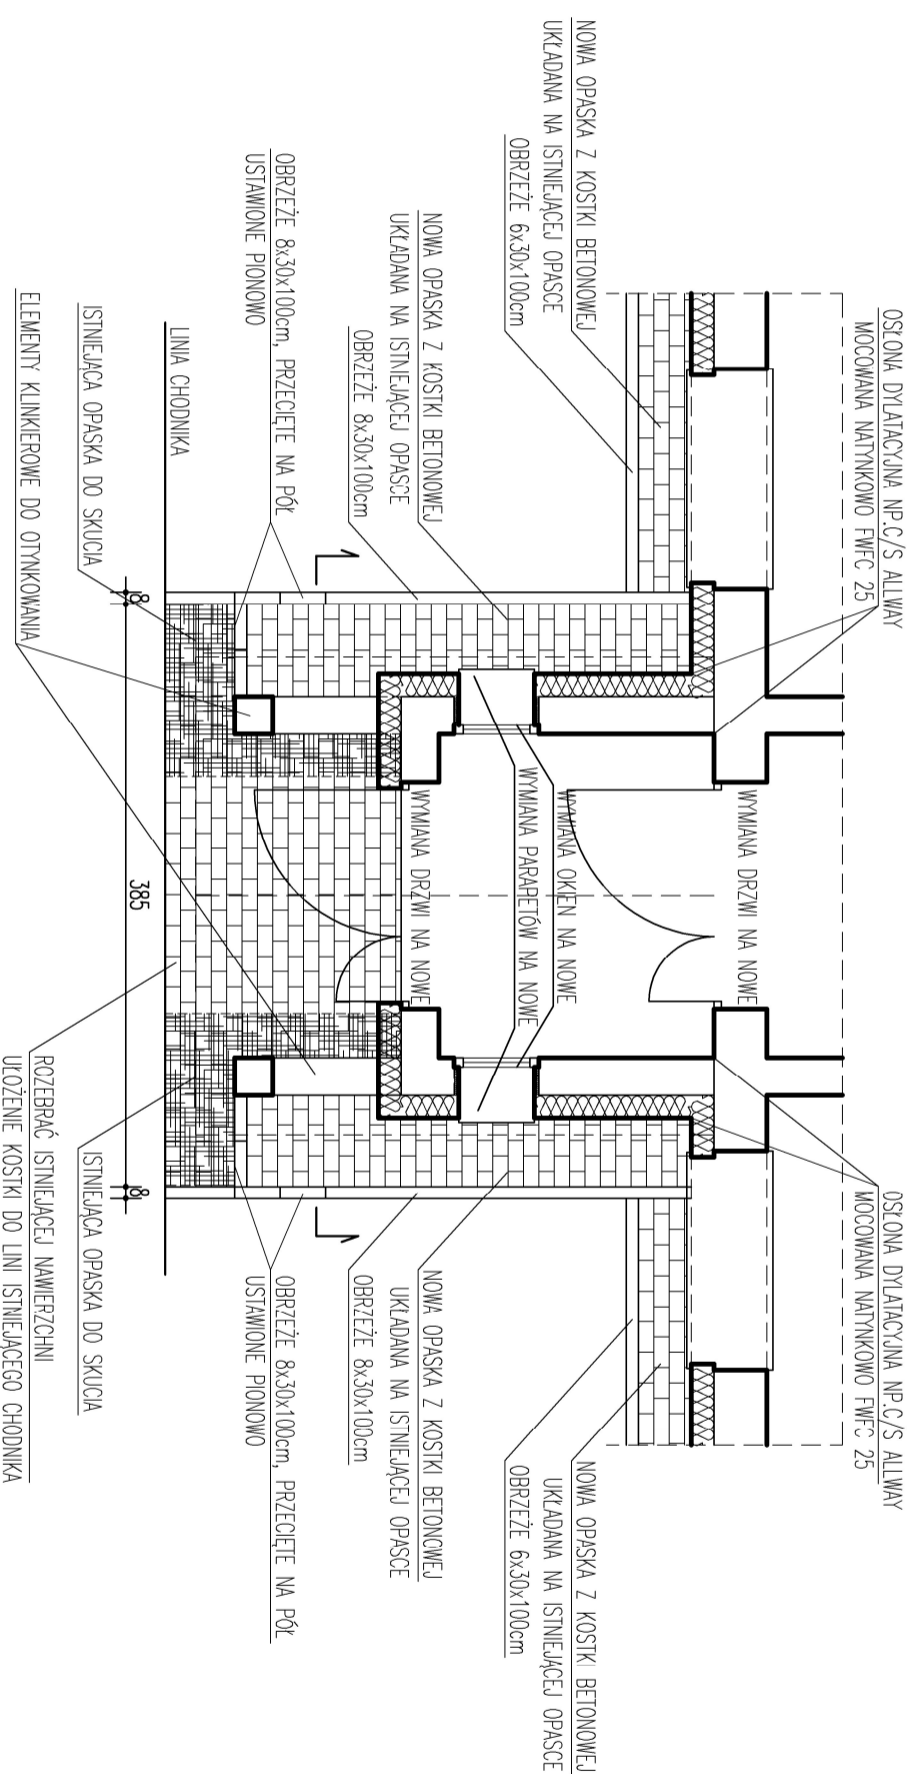 OSŁONA DYLATACYJNA NP.C/S ALLWAY
MOCOWANA NATYNKOWO FWFC 25
OSŁONA DYLATACYJNA NP.C/S ALLWAY
MOCOWANA NATYNKOWO FWFC 25
NOWA OPASKA Z KOSTKI BETONOWEJ
UKŁADANA NA ISTNIEJĄCEJ OPASCE
OBRZEŻE 6x30x100cm
NOWA OPASKA Z KOSTKI BETONOWEJ
UKŁADANA NA ISTNIEJĄCEJ OPASCE
OBRZEŻE 6x30x100cm
WYMIANA DRZWI NA NOWE
WYMIANA OKIEN NA NOWE
WYMIANA PARAPETÓW NA NOWE
WYMIANA DRZWI NA NOWE
NOWA OPASKA Z KOSTKI BETONOWEJ
UKŁADANA NA ISTNIEJĄCEJ OPASCE
OBRZEŻE 8x30x100cm
NOWA OPASKA Z KOSTKI BETONOWEJ
UKŁADANA NA ISTNIEJĄCEJ OPASCE
OBRZEŻE 8x30x100cm
OBRZEŻE 8x30x100cm, PRZECIĘTE NA PÓŁ
USTAWIONE PIONOWO
OBRZEŻE 8x30x100cm, PRZECIĘTE NA PÓŁ
USTAWIONE PIONOWO
LINIA CHODNIKA
8
385
8
ISTNIEJĄCA OPASKA DO SKUCIA
ISTNIEJĄCA OPASKA DO SKUCIA
ELEMENTY KLINKIEROWE DO OTYNKOWANIA
ROZEBRAĆ ISTNIEJĄCEJ NAWIERZCHNI
UŁOŻENIE KOSTKI DO LINI ISTNIEJĄCEGO CHODNIKA